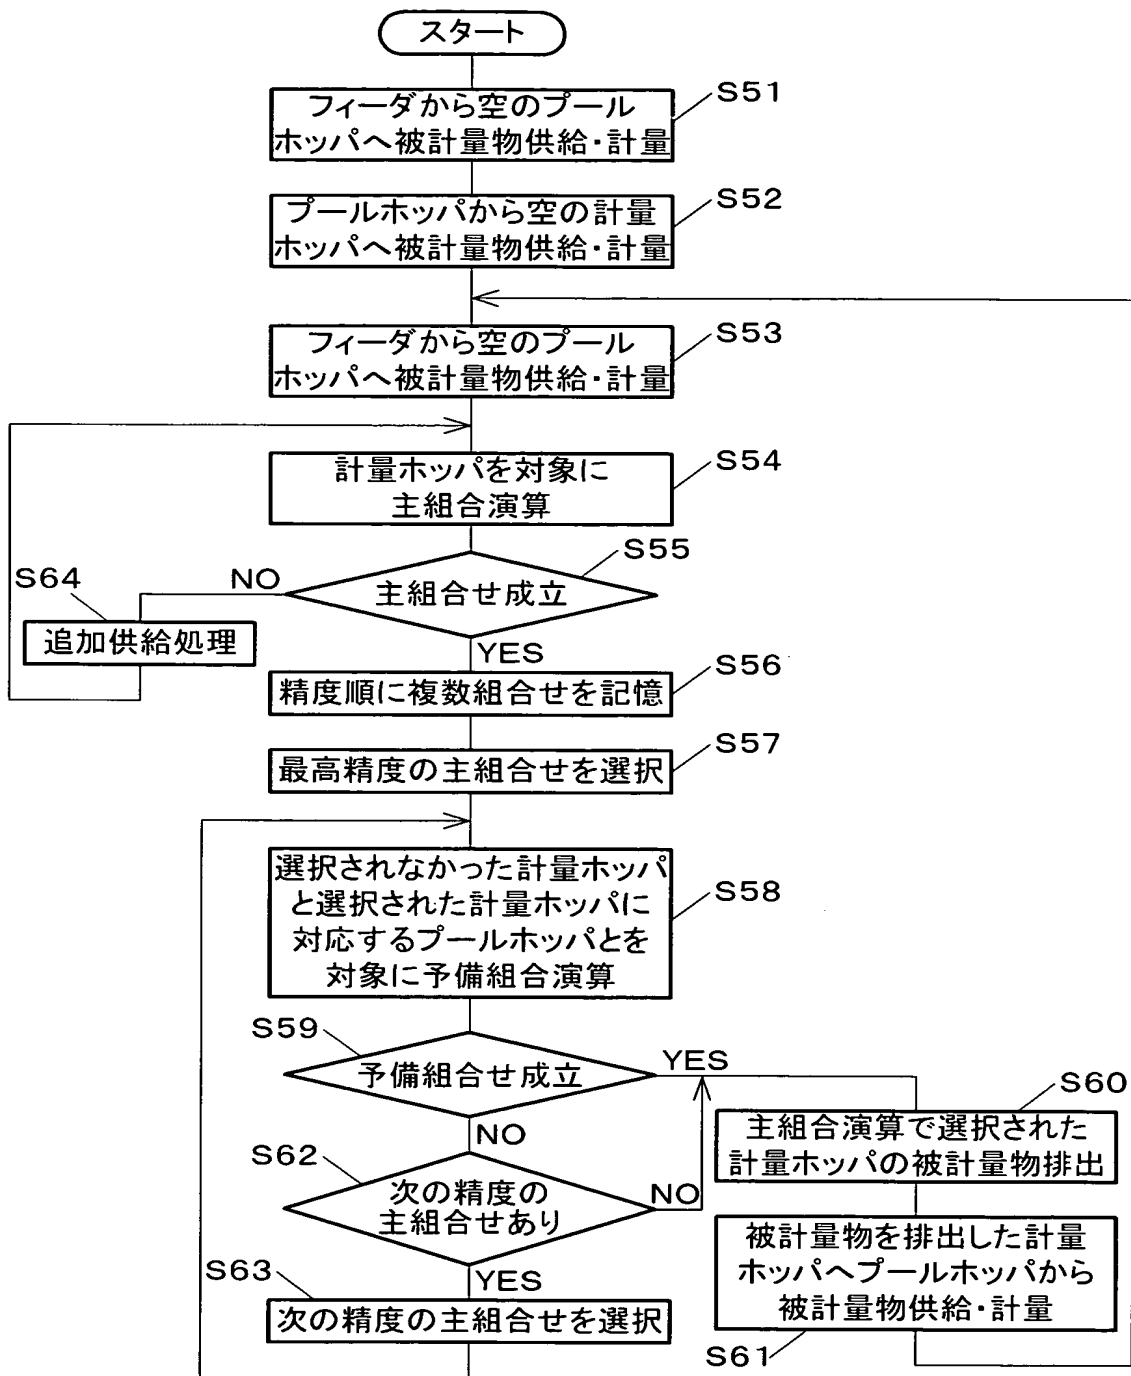 スタート
フィーダから空のプール
ホッパへ被計量物供給・計量
S51
プールホッパから空の計量
ホッパへ被計量物供給・計量
S52
フィーダから空のプール
ホッパへ被計量物供給・計量
S53
計量ホッパを対象に
主組合演算
S54
主組合せ成立
S55
NO
S64
追加供給処理
YES
精度順に複数組合せを記憶
S56
最高精度の主組合せを選択
S57
選択されなかった計量ホッパ
と選択された計量ホッパに
対応するプールホッパとを
対象に予備組合演算
S58
S59
予備組合せ成立
YES
NO
S60
主組合演算で選択された
計量ホッパの被計量物排出
S62
次の精度の
主組合せあり
NO
YES
被計量物を排出した計量
ホッパへプールホッパから
被計量物供給・計量
S61
S63
次の精度の主組合せを選択